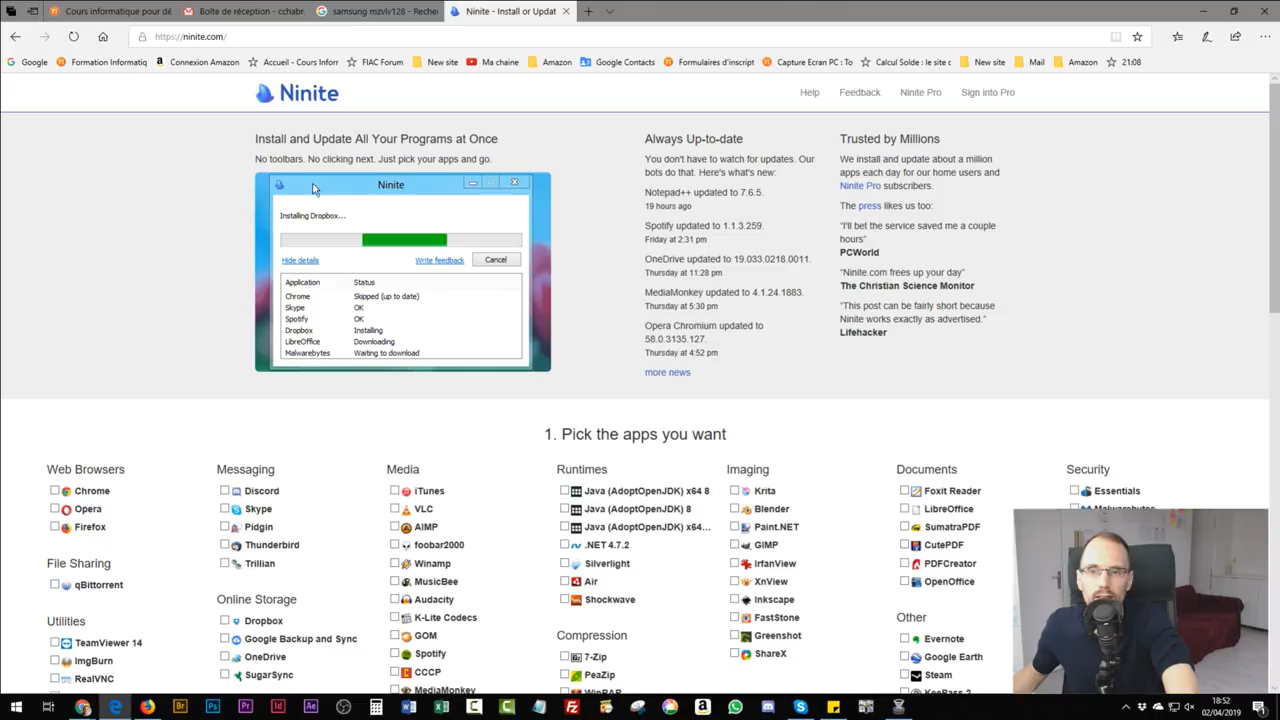 Cours informatique pour dé
Boîte de réception - cchabr
samsung mzvlv128 - Recher
Ninite - Install or Updat
https://ninite.com/
Google
Formation Informatiq
Connexion Amazon
Accueil - Cours Inforr
FIAC Forum
New site
Ma chaine
Amazon
Google Contacts
Formulaires d'inscript
Capture Ecran PC : To
Calcul Solde : le site c
New site
Mail
Amazon
21:08
Ninite
Help
Feedback
Ninite Pro
Sign into Pro
Install and Update All Your Programs at Once
No toolbars. No clicking next. Just pick your apps and go.
Ninite
Installing Dropbox...
Hide details
Write feedback
Cancel
Application Status
Chrome Skipped (up to date)
Skype OK
Spotify OK
Dropbox Installing
LibreOffice Downloading
Malwarebytes Waiting to download
Always Up-to-date
You don't have to watch for updates. Our
bots do that. Here's what's new:
Notepad++ updated to 7.6.5.
19 hours ago
Spotify updated to 1.1.3.259.
Friday at 2:31 pm
OneDrive updated to 19.033.0218.0011.
Thursday at 11:28 pm
MediaMonkey updated to 4.1.24.1883.
Thursday at 5:30 pm
Opera Chromium updated to
58.0.3135.127.
Thursday at 4:52 pm
more news
Trusted by Millions
We install and update about a million
apps each day for our home users and
Ninite Pro subscribers.
The press likes us too:
"I'll bet the service saved me a couple
hours"
PCWorld
"Ninite.com frees up your day"
The Christian Science Monitor
"This post can be fairly short because
Ninite works exactly as advertised."
Lifehacker
1. Pick the apps you want
Web Browsers
Chrome
Opera
Firefox
File Sharing
qBittorrent
Utilities
TeamViewer 14
ImgBurn
RealVNC
Messaging
Discord
Skype
Pidgin
Thunderbird
Trillian
Online Storage
Dropbox
Google Backup and Sync
OneDrive
SugarSync
Media
iTunes
VLC
AIMP
foobar2000
Winamp
MusicBee
Audacity
K-Lite Codecs
GOM
Spotify
CCCP
MediaMonkey
Runtimes
Java (AdoptOpenJDK) x64 8
Java (AdoptOpenJDK) 8
Java (AdoptOpenJDK) x64...
.NET 4.7.2
Silverlight
Air
Shockwave
Compression
7-Zip
PeaZip
WinRAR
Imaging
Krita
Blender
Paint.NET
GIMP
IrfanView
XnView
Inkscape
FastStone
Greenshot
ShareX
Documents
Foxit Reader
LibreOffice
SumatraPDF
CutePDF
PDFCreator
OpenOffice
Other
Evernote
Google Earth
Steam
KeePass 2
Security
Essentials
Malwarebytes
18:52
02/04/2019